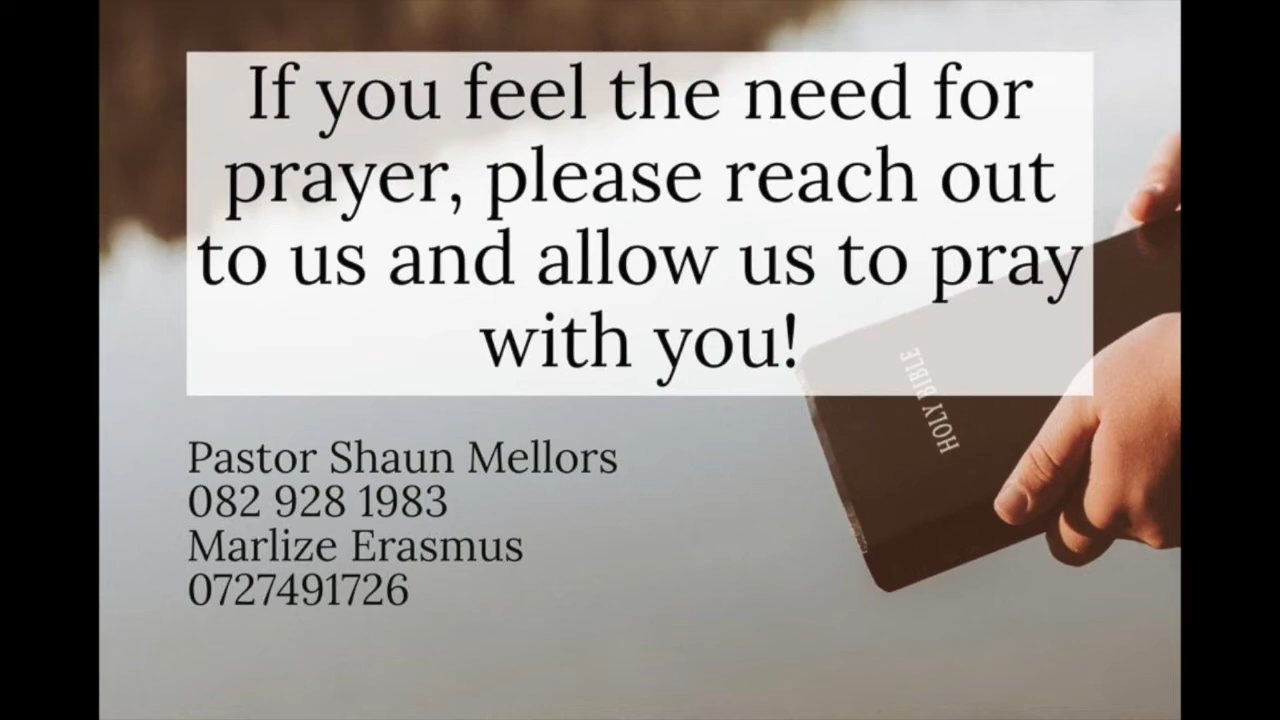 If you feel the need for
prayer, please reach out
to us and allow us to pray
with you!
HOLY BIBLE
Pastor Shaun Mellors
082 928 1983
Marlize Erasmus
0727491726